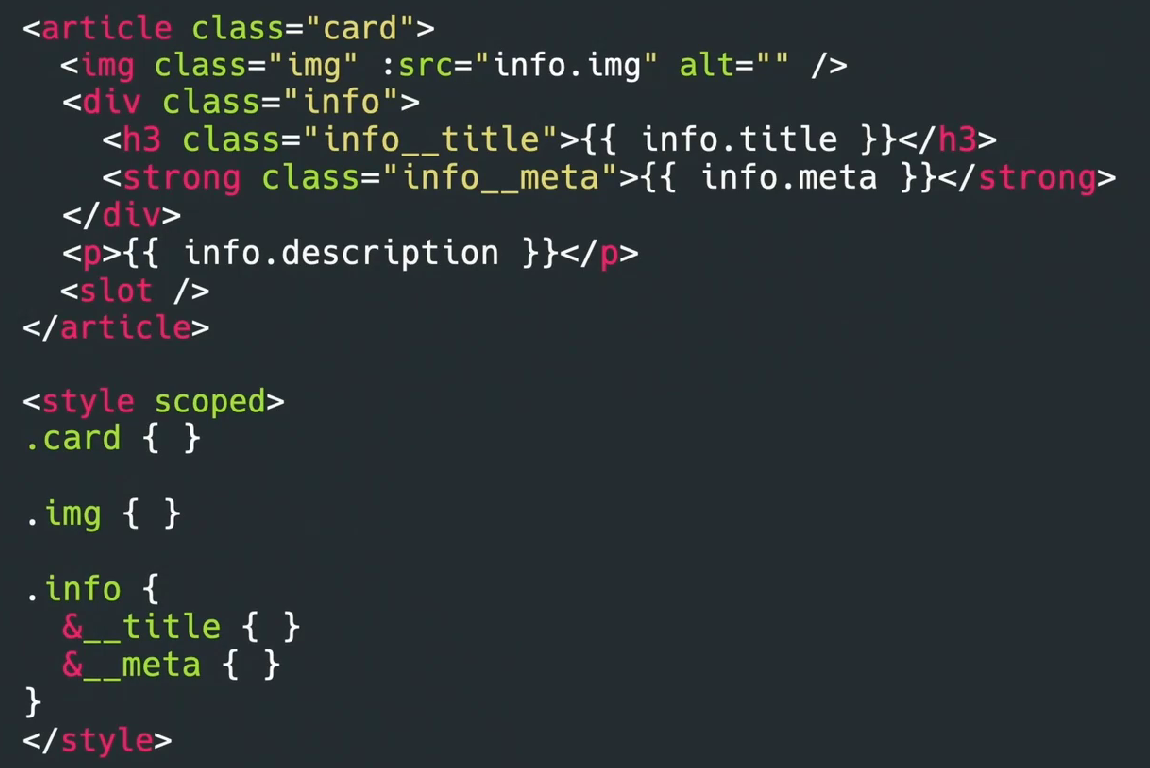 <article class="card">
  <img class="img" :src="info.img" alt="" />
  <div class="info">
    <h3 class="info__title">{{ info.title }}</h3>
    <strong class="info__meta">{{ info.meta }}</strong>
  </div>
  <p>{{ info.description }}</p>
  <slot />
</article>

<style scoped>
.card { }

.img { }

.info {
  &__title { }
  &__meta { }
}
</style>